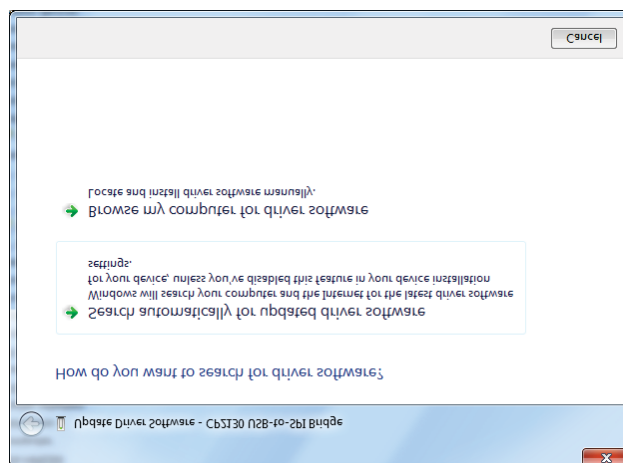 Update Driver Software - CP2130 USB-to-SPI Bridge
How do you want to search for driver software?
Search automatically for updated driver software
Windows will search your computer and the Internet for the latest driver software
for your device, unless you've disabled this feature in your device installation
settings.
Browse my computer for driver software
Locate and install driver software manually.
Cancel